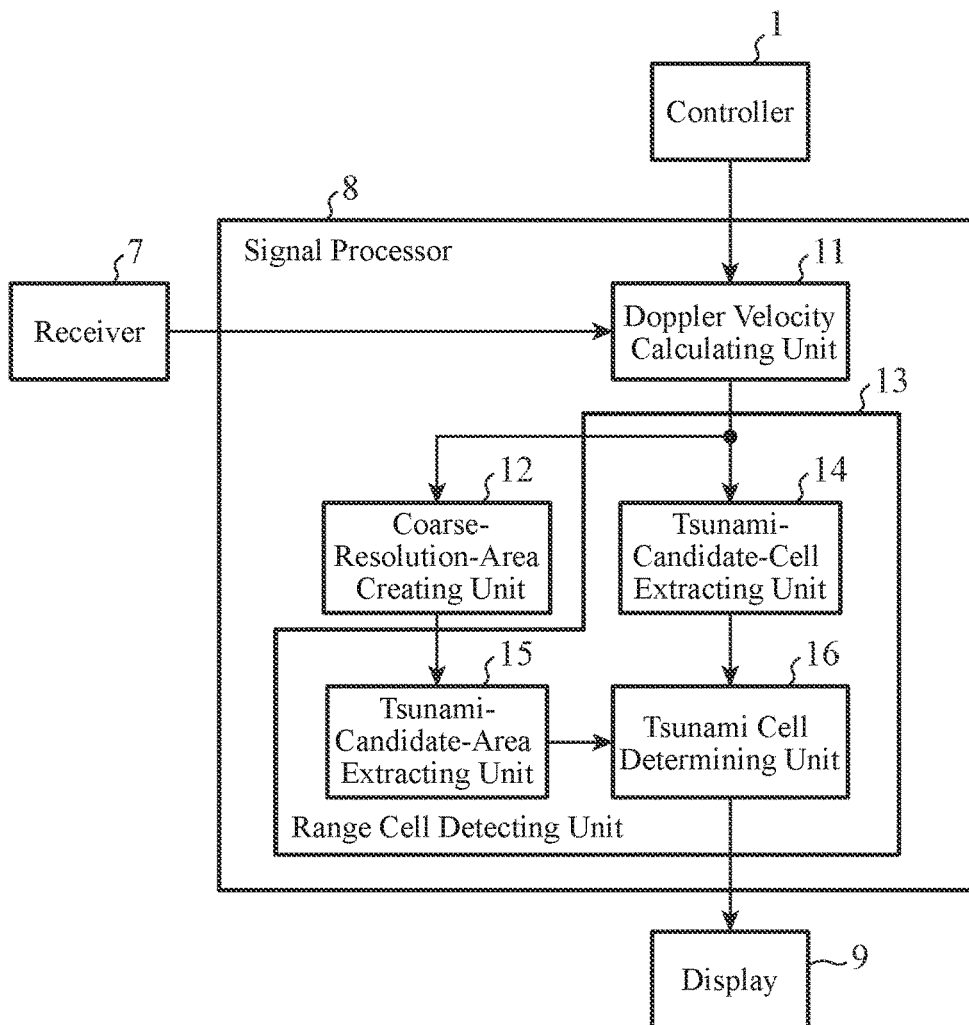 1
Controller
8
Signal Processor
7
Receiver
11
Doppler Velocity
Calculating Unit
13
12
Coarse-
Resolution-Area
Creating Unit
14
Tsunami-
Candidate-Cell
Extracting Unit
15
Tsunami-
Candidate-Area
Extracting Unit
16
Tsunami Cell
Determining Unit
Range Cell Detecting Unit
Display
9